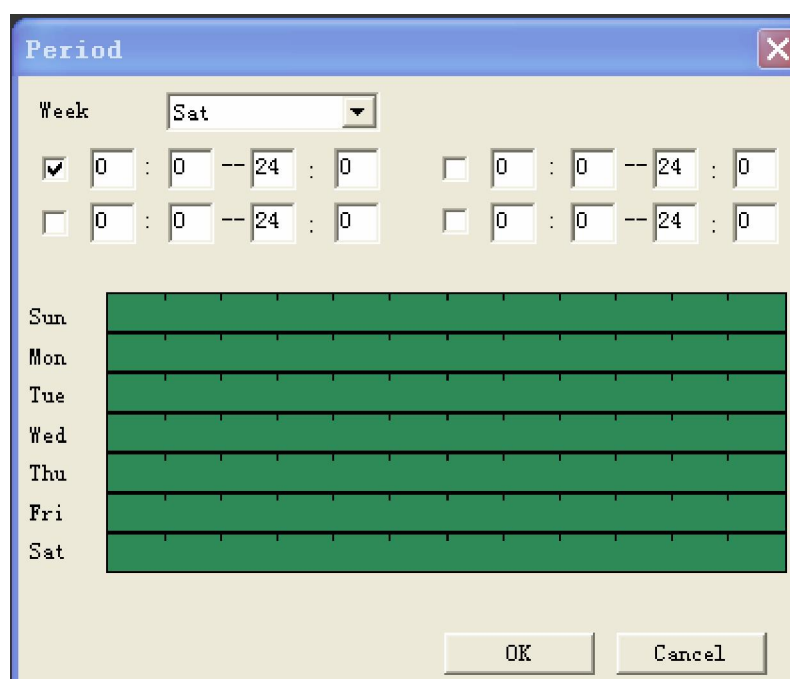 Period
Week Sat
0 : 0 -- 24 : 0 0 : 0 -- 24 : 0
0 : 0 -- 24 : 0 0 : 0 -- 24 : 0
Sun
Mon
Tue
Wed
Thu
Fri
Sat
OK Cancel